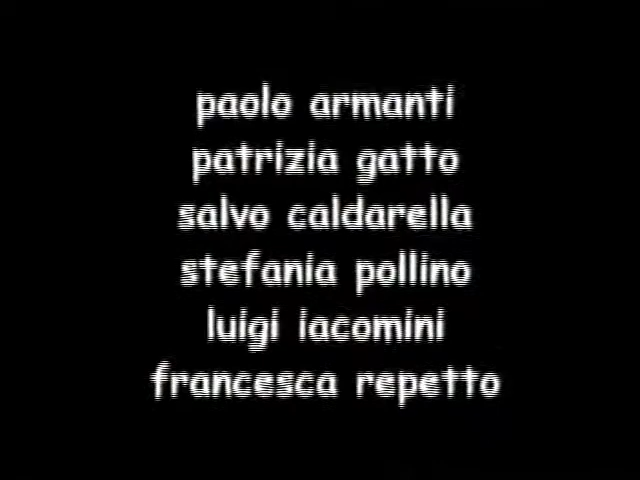 paolo armanti
patrizia gatto
salvo caldarella
stefania pollino
luigi iacomini
francesca repetto